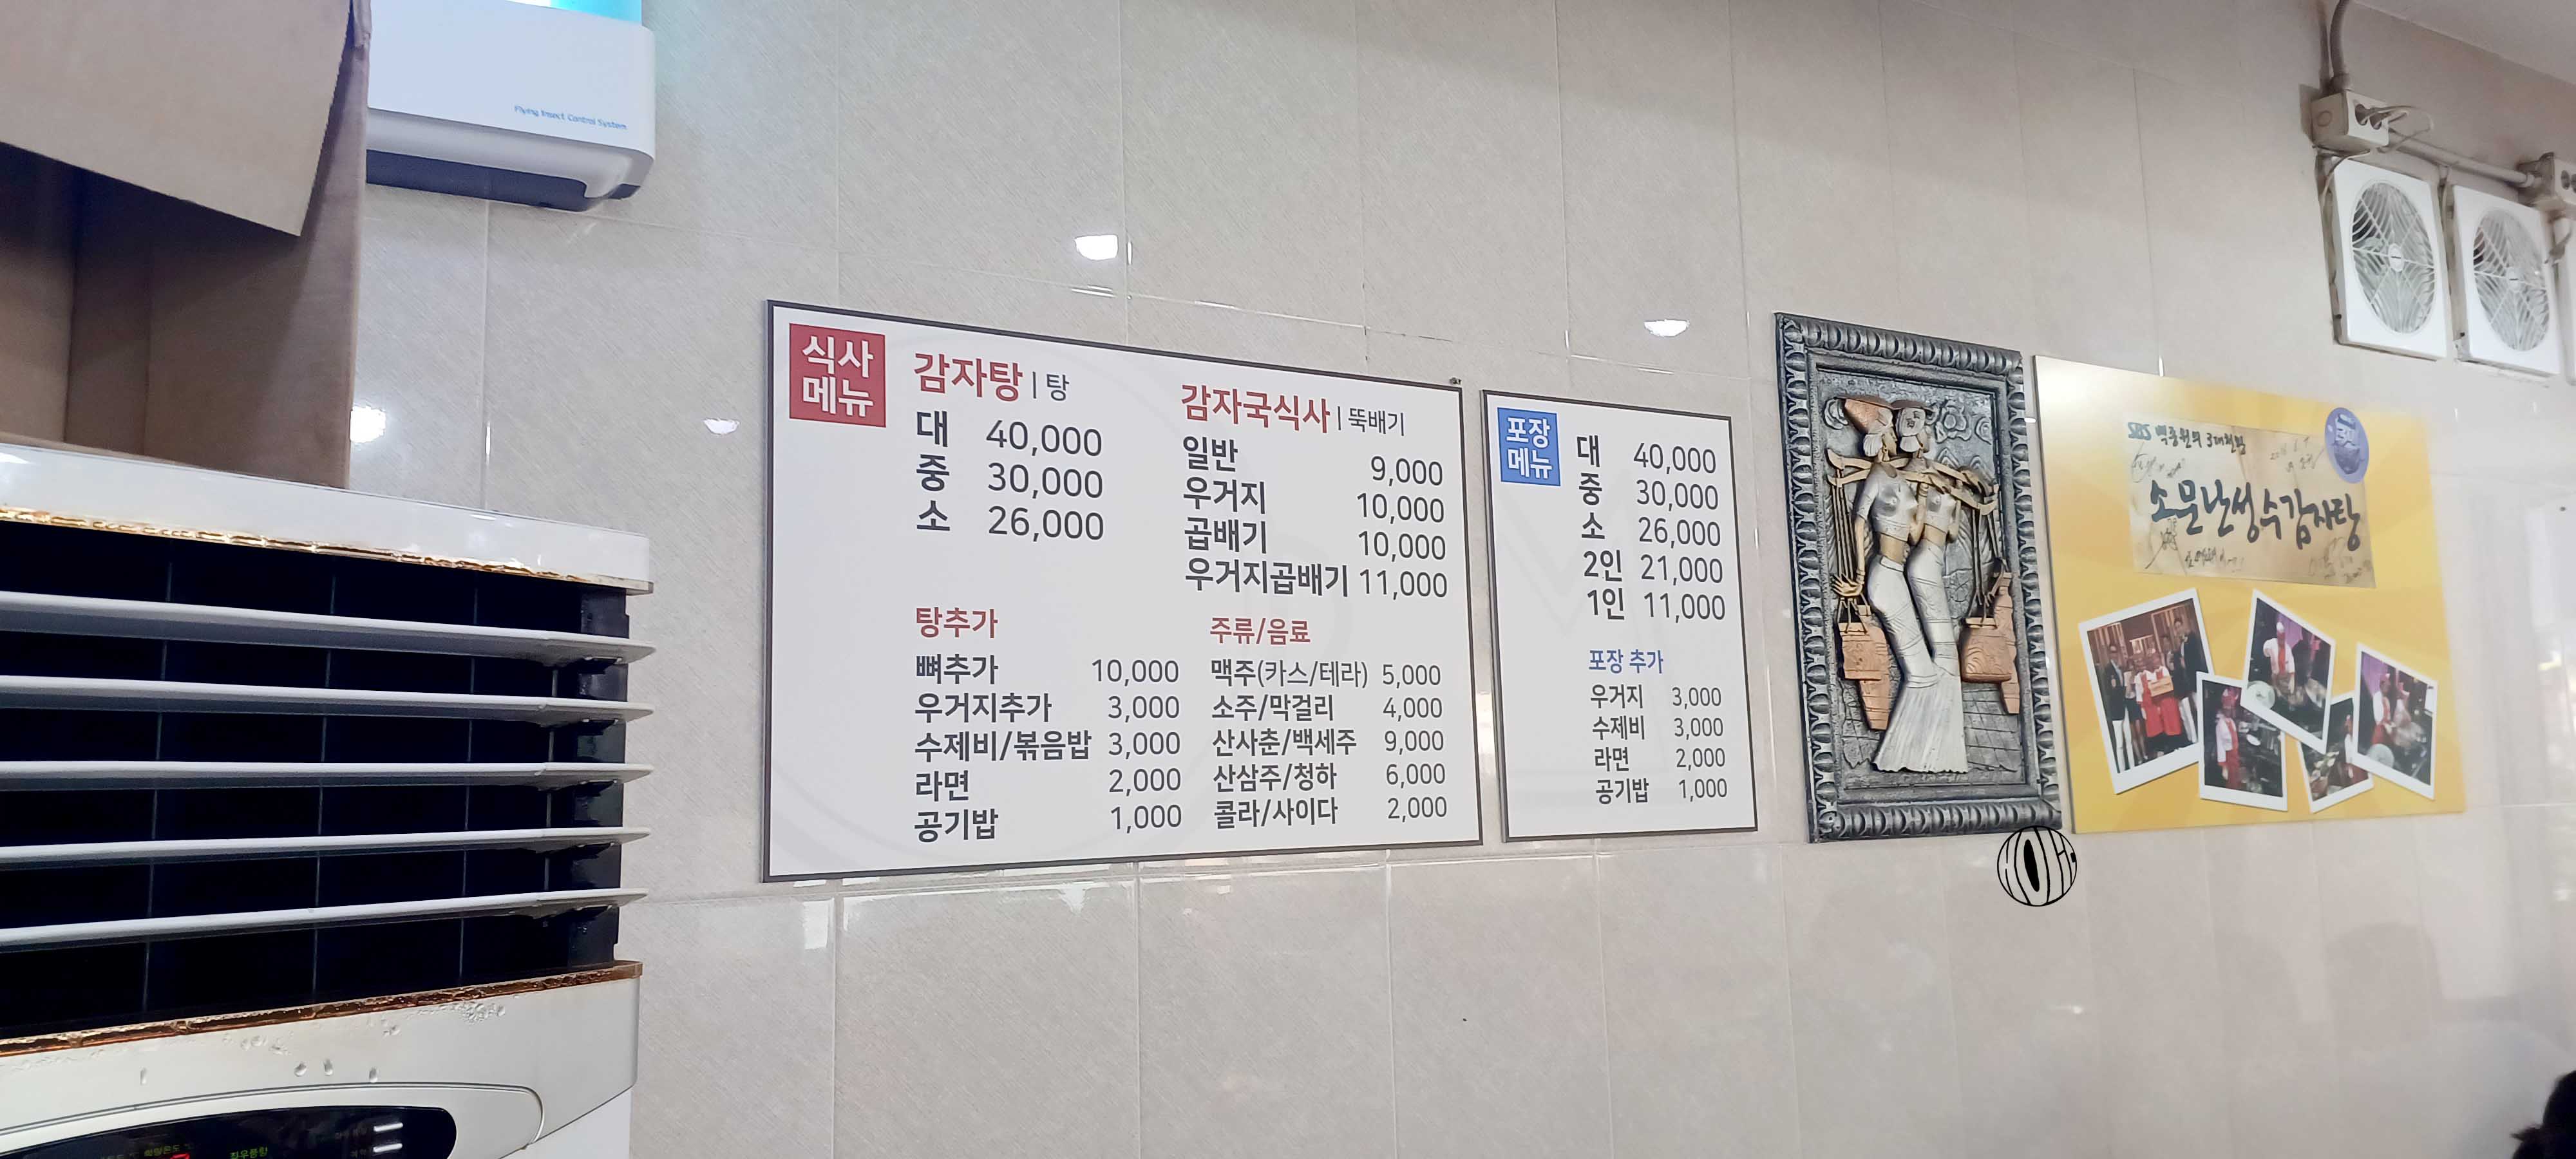 Flying Insect Control System
식사
메뉴
감자탕 | 탕
대 40,000
중 30,000
소 26,000
감자국식사 | 뚝배기
일반 9,000
우거지 10,000
곱배기 10,000
우거지곱배기 11,000
탕추가
뼈추가 10,000
우거지추가 3,000
수제비/볶음밥 3,000
라면 2,000
공기밥 1,000
주류/음료
맥주(카스/테라) 5,000
소주/막걸리 4,000
산사춘/백세주 9,000
산삼주/청하 6,000
콜라/사이다 2,000
포장
메뉴
대 40,000
중 30,000
소 26,000
2인 21,000
1인 11,000
포장 추가
우거지 3,000
수제비 3,000
라면 2,000
공기밥 1,000
SBS 백종원의 3대천왕
소문난성수감자탕